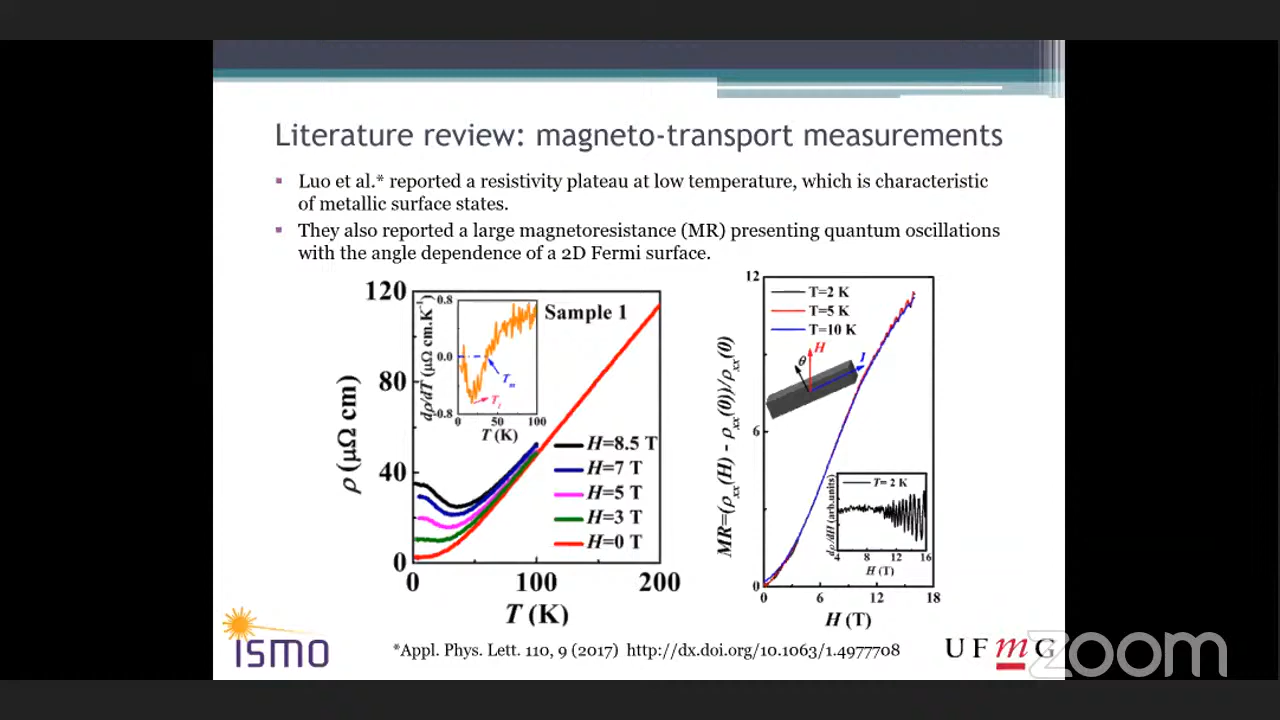 Literature review: magneto-transport measurements
Luo et al.* reported a resistivity plateau at low temperature, which is characteristic
of metallic surface states.
They also reported a large magnetoresistance (MR) presenting quantum oscillations
with the angle dependence of a 2D Fermi surface.
120
80
40
0
0
100
200
ρ (μΩ cm)
T (K)
Sample 1
0.8
0.0
-0.8
0
50
100
dρ/dT (μΩ cm.K⁻¹)
T (K)
Tₘ
H=8.5 T
H=7 T
H=5 T
H=3 T
H=0 T
12
6
0
0
6
12
18
MR=(ρxx(H) - ρxx(0))/ρxx(0)
H (T)
T=2 K
T=5 K
T=10 K
H
θ
I
T= 2 K
dρ/dH (arb.units)
4
8
12
16
H (T)
ISMO
*Appl. Phys. Lett. 110, 9 (2017) http://dx.doi.org/10.1063/1.4977708
UFmG
zoom